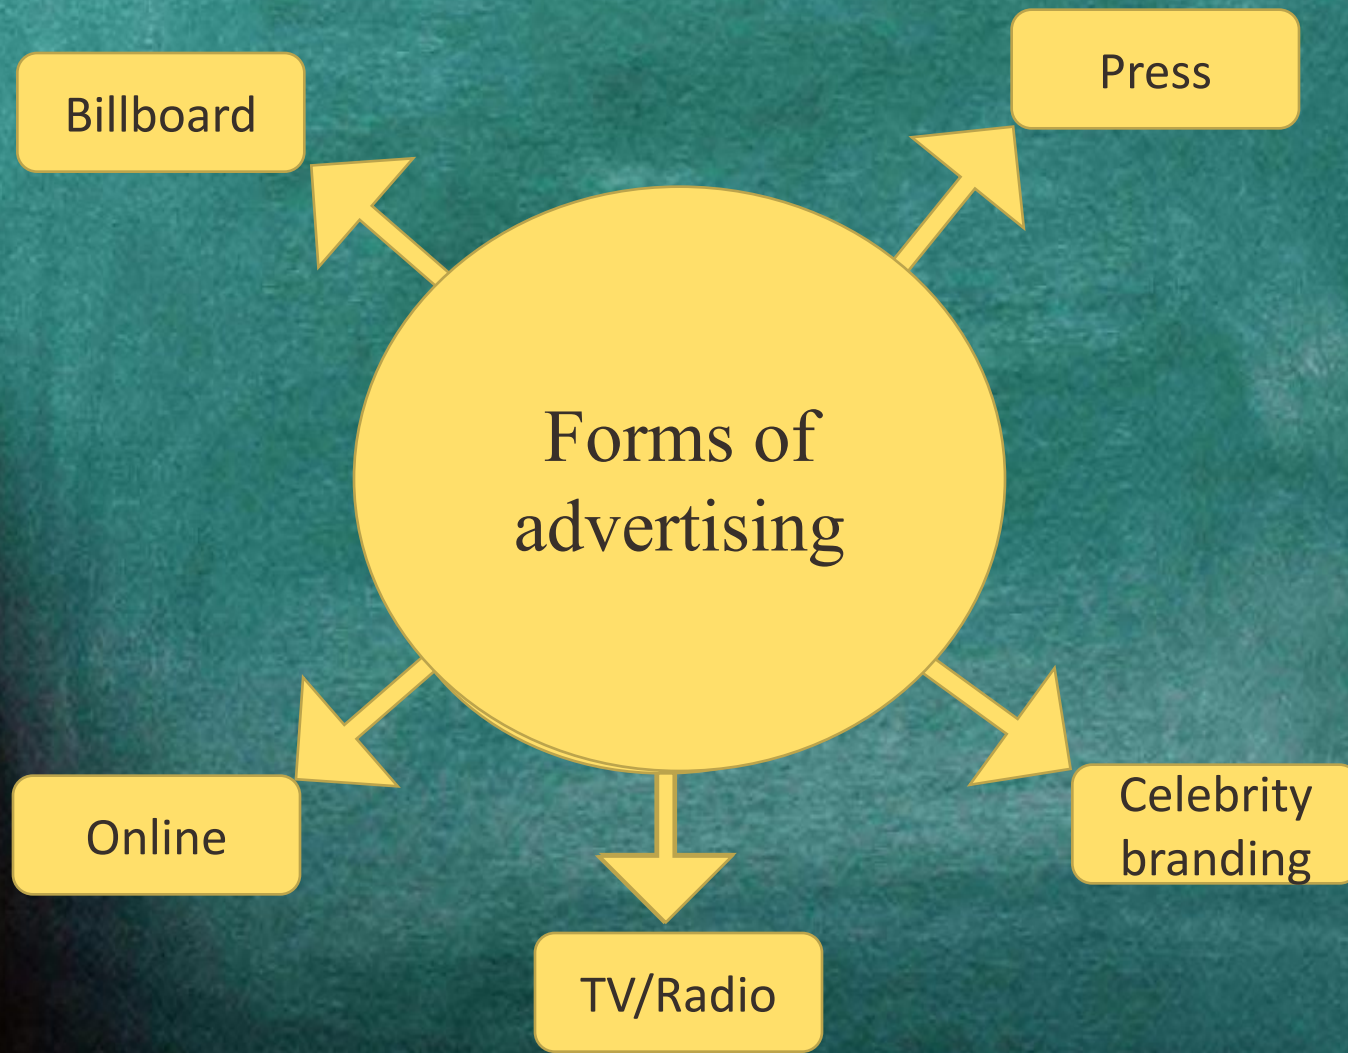 Billboard
Press
Forms of
advertising
Online
Celebrity
branding
TV/Radio